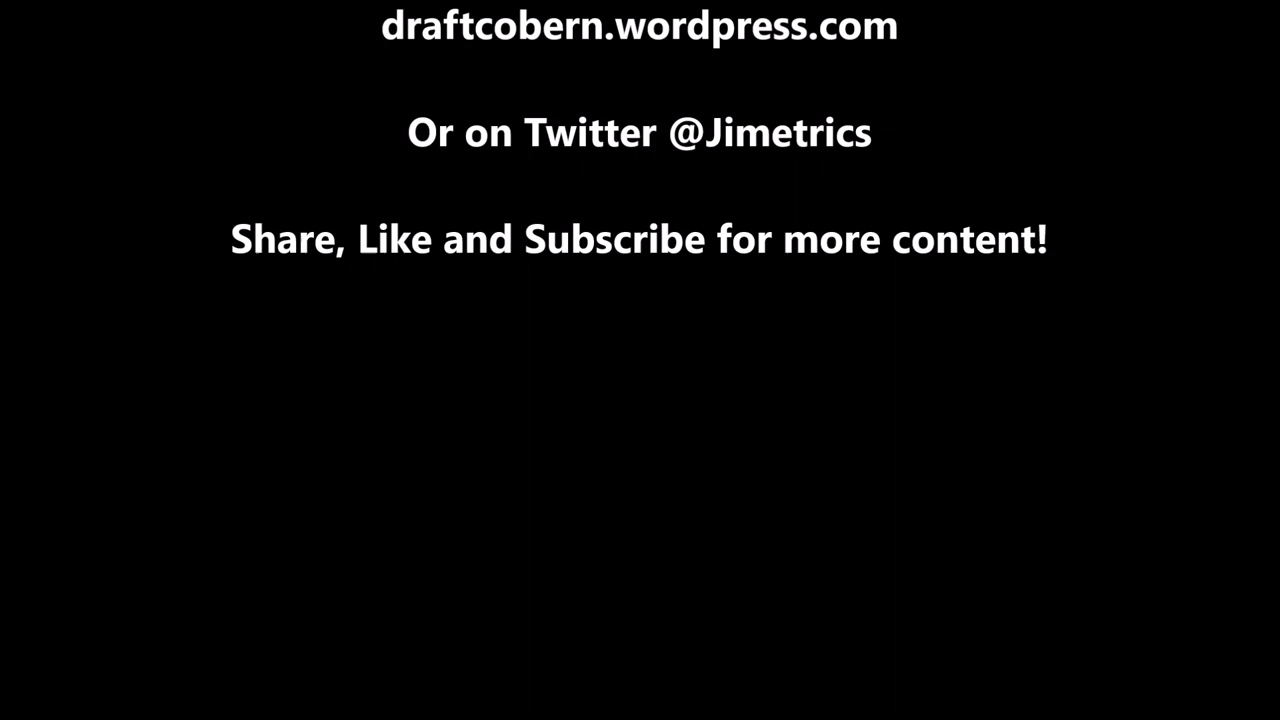 draftcobern.wordpress.com
Or on Twitter @Jimetrics
Share, Like and Subscribe for more content!